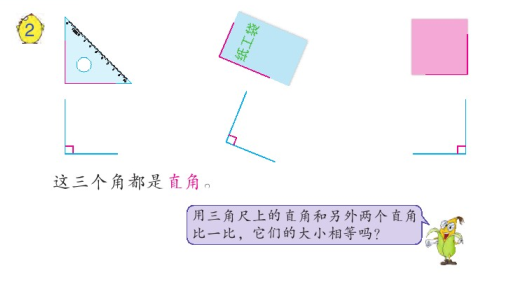 2
纸工袋
这三个角都是直角。
用三角尺上的直角和另外两个直角
比一比，它们的大小相等吗？